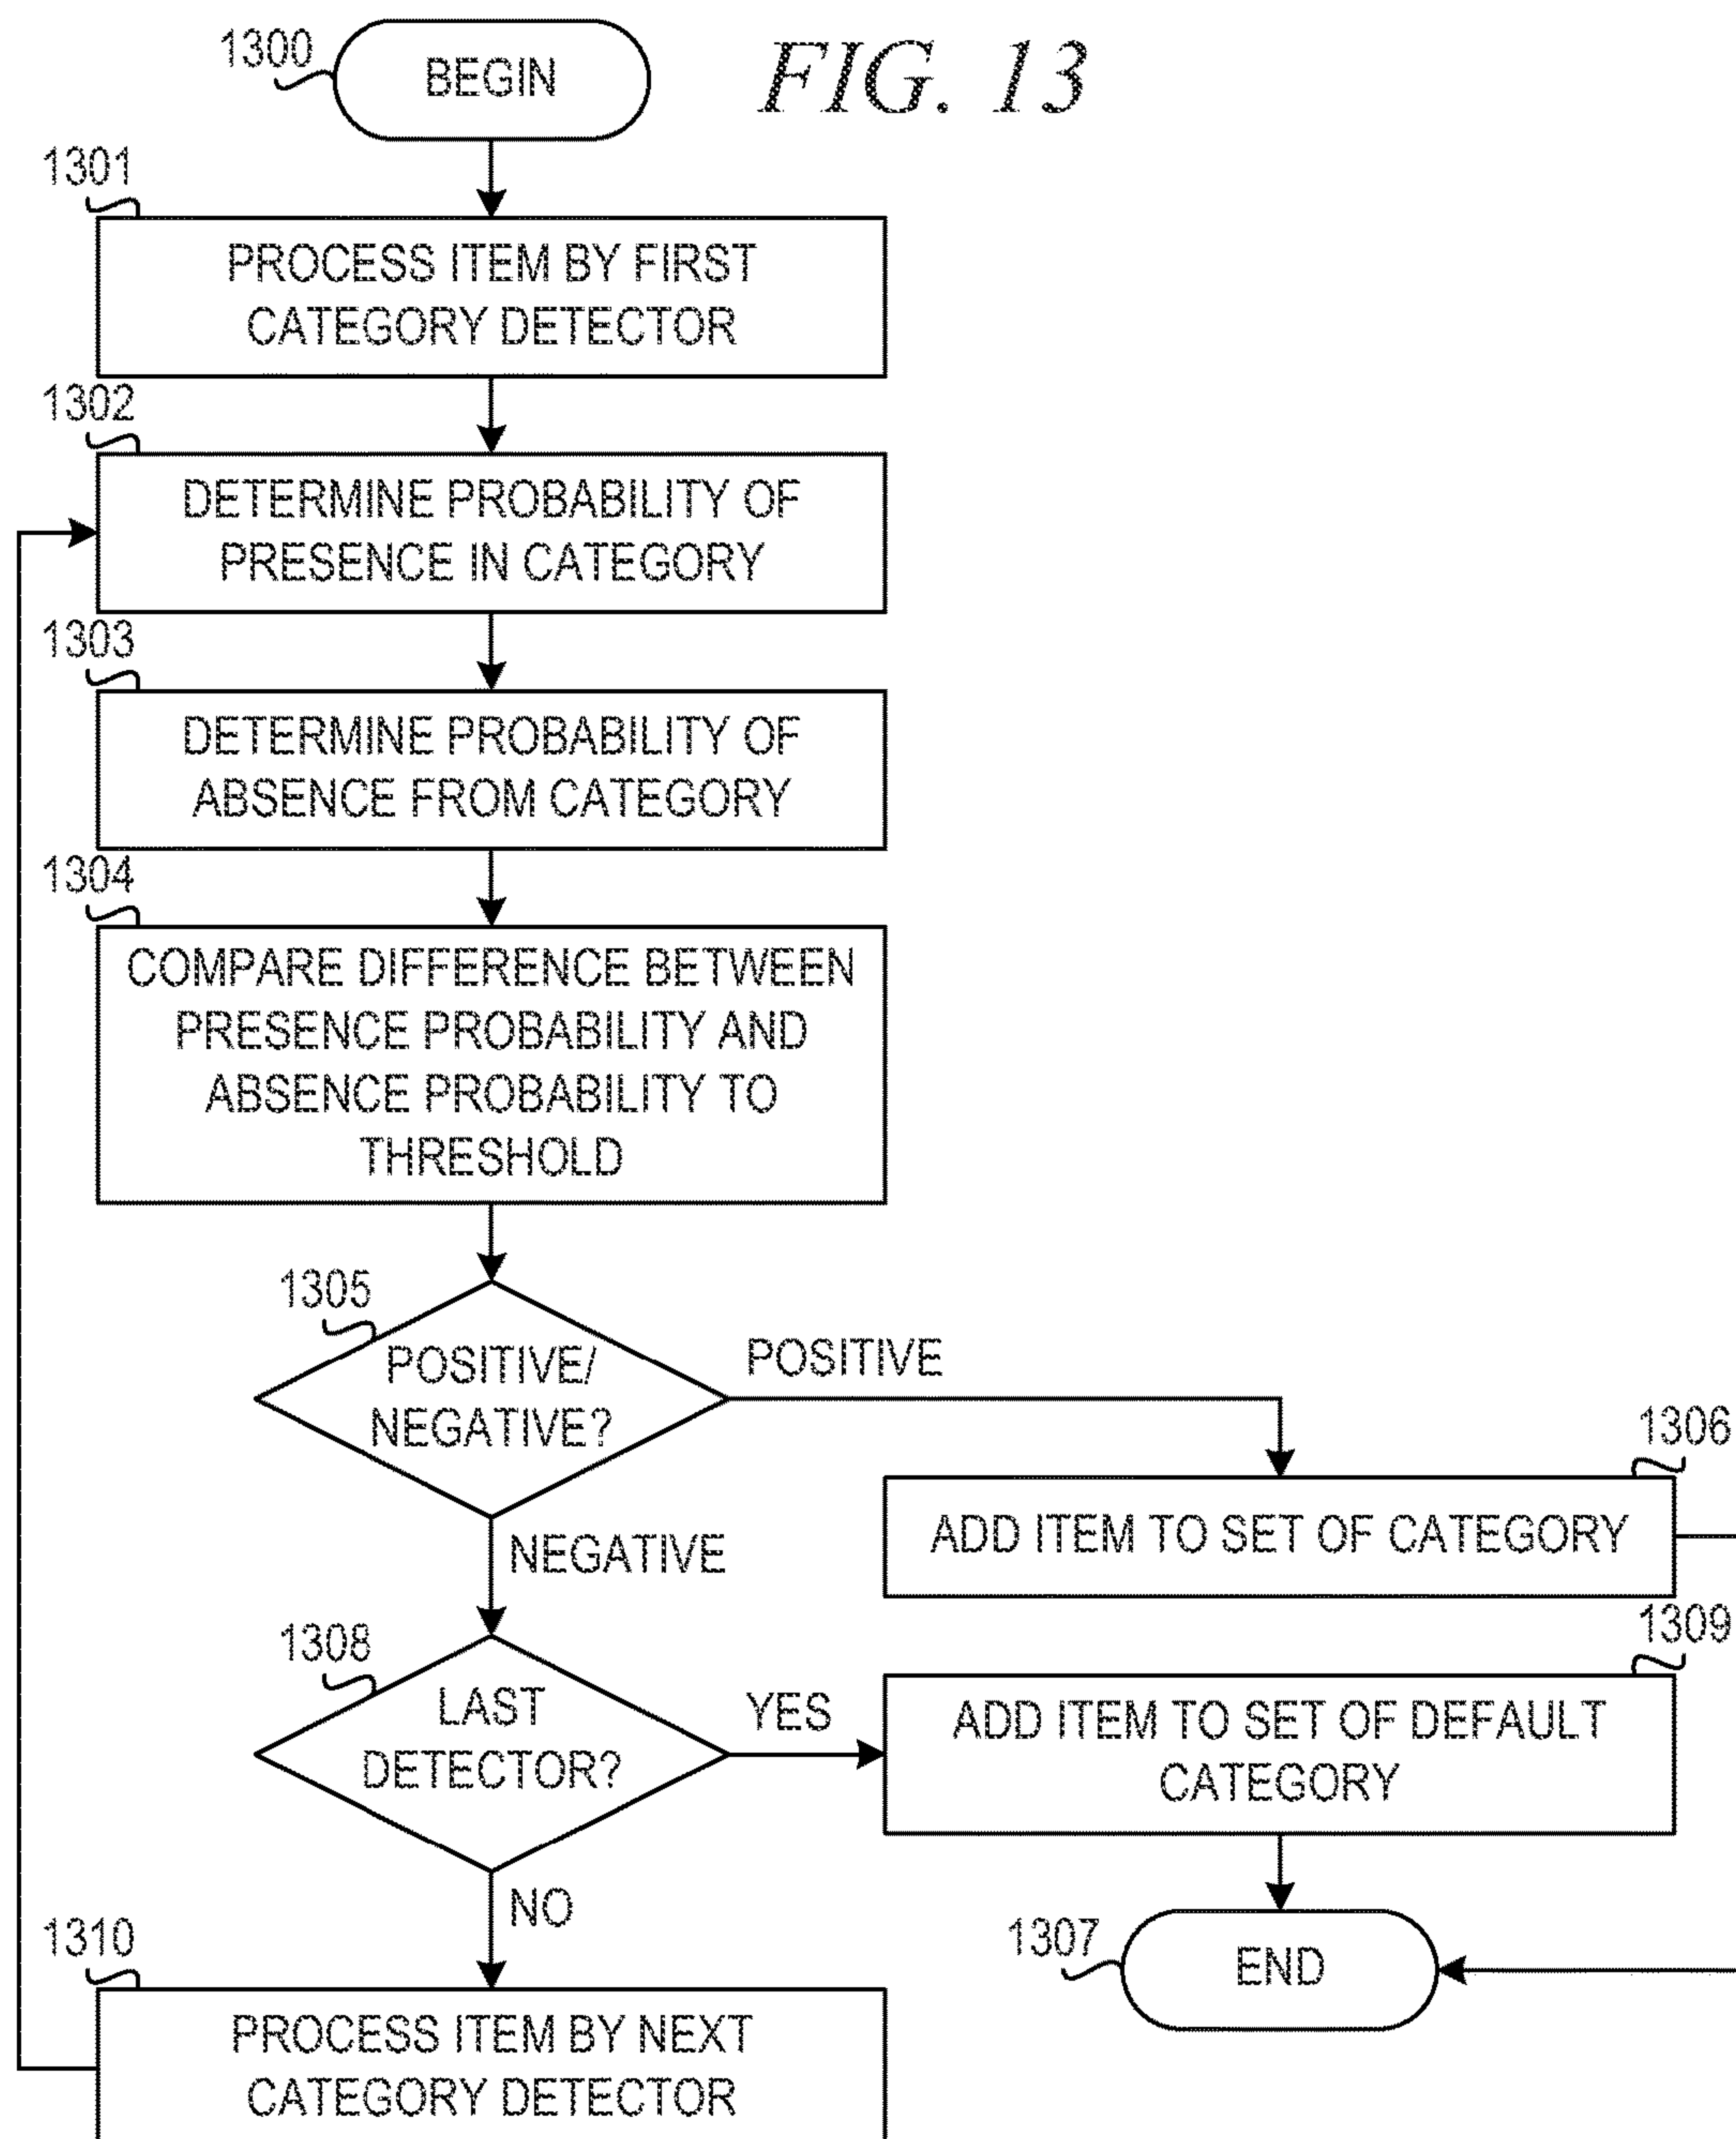 1300
BEGIN
FIG. 13
1301
PROCESS ITEM BY FIRST
CATEGORY DETECTOR
1302
DETERMINE PROBABILITY OF
PRESENCE IN CATEGORY
1303
DETERMINE PROBABILITY OF
ABSENCE FROM CATEGORY
1304
COMPARE DIFFERENCE BETWEEN
PRESENCE PROBABILITY AND
ABSENCE PROBABILITY TO
THRESHOLD
1305
POSITIVE/
NEGATIVE?
POSITIVE
1306
ADD ITEM TO SET OF CATEGORY
NEGATIVE
1308
LAST
DETECTOR?
YES
1309
ADD ITEM TO SET OF DEFAULT
CATEGORY
NO
1307
END
1310
PROCESS ITEM BY NEXT
CATEGORY DETECTOR